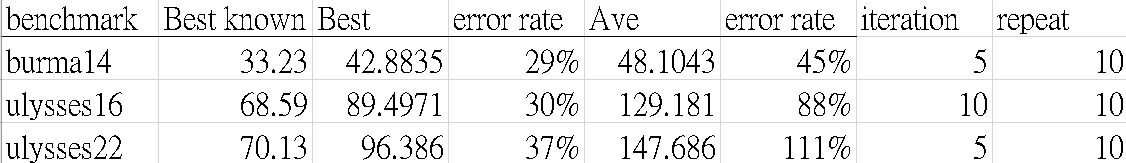 benchmark Best known Best error rate Ave error rate iteration repeat
burma14 33.23 42.8835 29% 48.1043 45% 5 10
ulysses16 68.59 89.4971 30% 129.181 88% 10 10
ulysses22 70.13 96.386 37% 147.686 111% 5 10